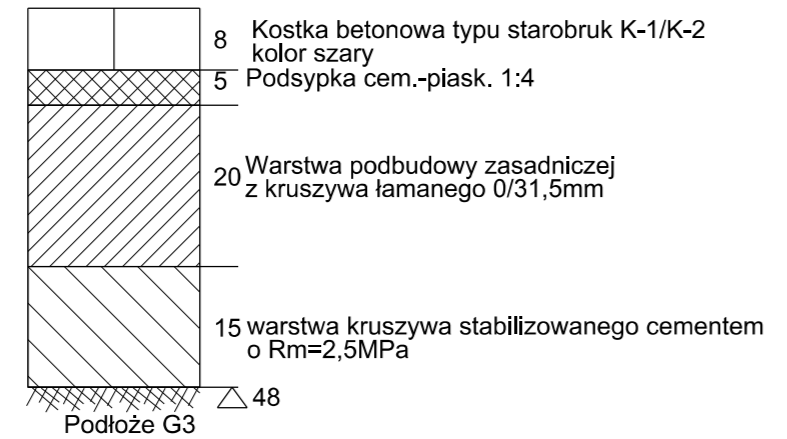 8 Kostka betonowa typu starobruk K-1/K-2
kolor szary
5 Podsypka cem.-piask. 1:4
20 Warstwa podbudowy zasadniczej
z kruszywa łamanego 0/31,5mm
15 warstwa kruszywa stabilizowanego cementem
o Rm=2,5MPa
48
Podłoże G3